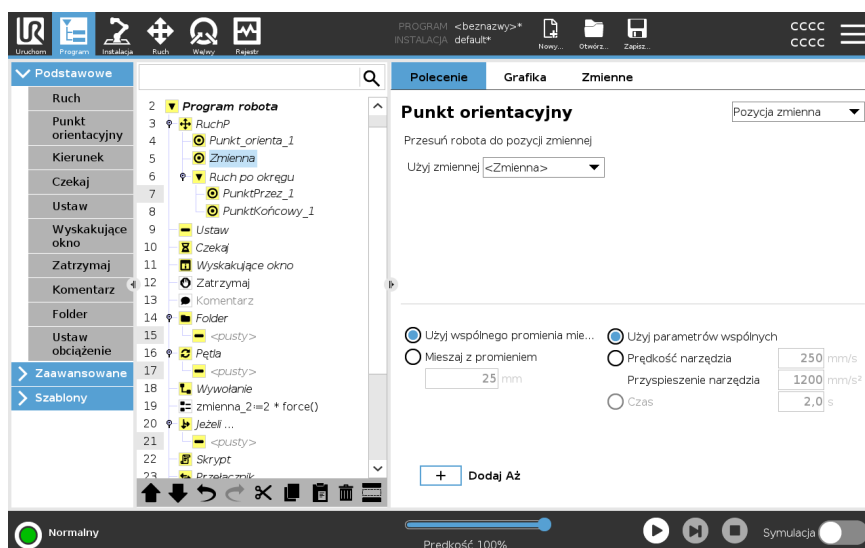 PROGRAM <beznazwy>*
INSTALACJA default*
Uruchom Program Instalacja Ruch We/wy Rejestr Nowy... Otwórz... Zapisz...
CCCC
CCCC
Podstawowe
Ruch
Punkt orientacyjny
Kierunek
Czekaj
Ustaw
Wyskakujące okno
Zatrzymaj
Komentarz
Folder
Ustaw obciążenie
Zaawansowane
Szablony
2 Program robota
3 RuchP
4 Punkt_orienta_1
5 Zmienna
6 Ruch po okręgu
7 PunktPrzez_1
8 PunktKońcowy_1
9 Ustaw
10 Czekaj
11 Wyskakujące okno
12 Zatrzymaj
13 Komentarz
14 Folder
15 <pusty>
16 Pętla
17 <pusty>
18 Wywołanie
19 zmienna_2:=2 * force()
20 Jeżeli ...
21 <pusty>
22 Skrypt
23 Przełącznik
Polecenie Grafika Zmienne
Punkt orientacyjny
Pozycja zmienna
Przesuń robota do pozycji zmiennej
Użyj zmiennej <Zmienna>
Użyj wspólnego promienia mie...
Mieszaj z promieniem
25 mm
Użyj parametrów wspólnych
Prędkość narzędzia 250 mm/s
Przyspieszenie narzędzia 1200 mm/s²
Czas 2,0 s
+ Dodaj Aż
Normalny
Prędkość 100%
Symulacja